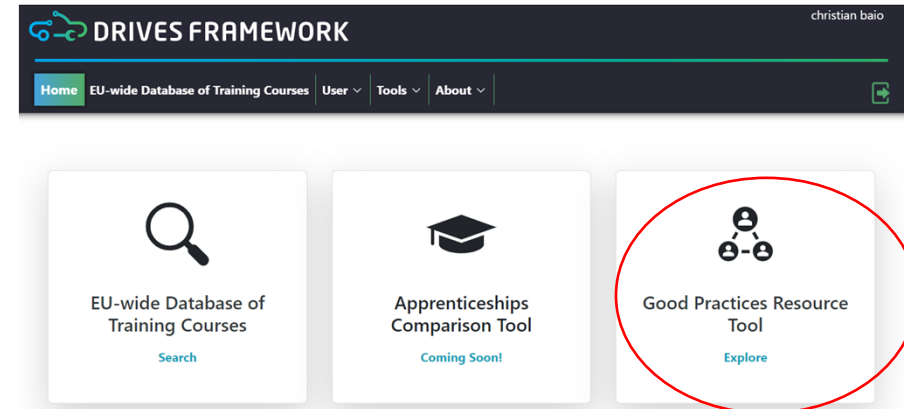 christian baio
DRIVES FRAMEWORK
Home EU-wide Database of Training Courses User Tools About
EU-wide Database of
Training Courses
Search
Apprenticeships
Comparison Tool
Coming Soon!
Good Practices Resource
Tool
Explore